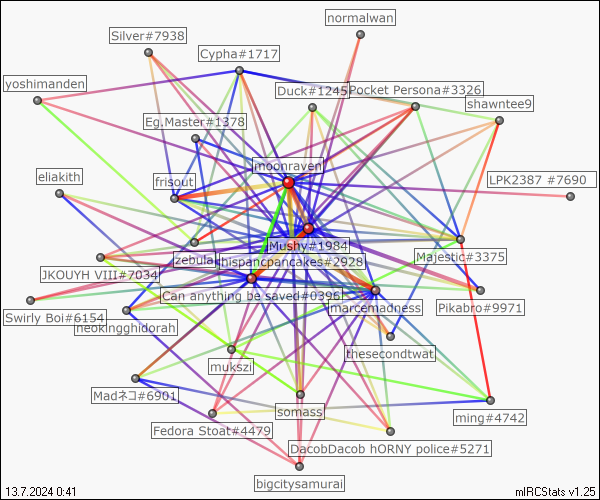 normalwan
Silver#7938
Cypha#1717
yoshimanden
Duck#1245
Pocket Persona#3326
shawntee9
Eg.Master#1378
moonraven
eliakith
frisout
LPK2387 #7690
Mushy#1984
zebula
hispancpancakes#2928
Majestic#3375
JKOUYH VIII#7034
Can anything be saved#0396
marcemadness
Pikabro#9971
Swirly Boi#6154
neokingghidorah
thesecondtwat
mukszi
Madネコ#6901
somass
ming#4742
Fedora Stoat#4479
DacobDacob hORNY police#5271
bigcitysamurai
13.7.2024 0:41
mIRCStats v1.25